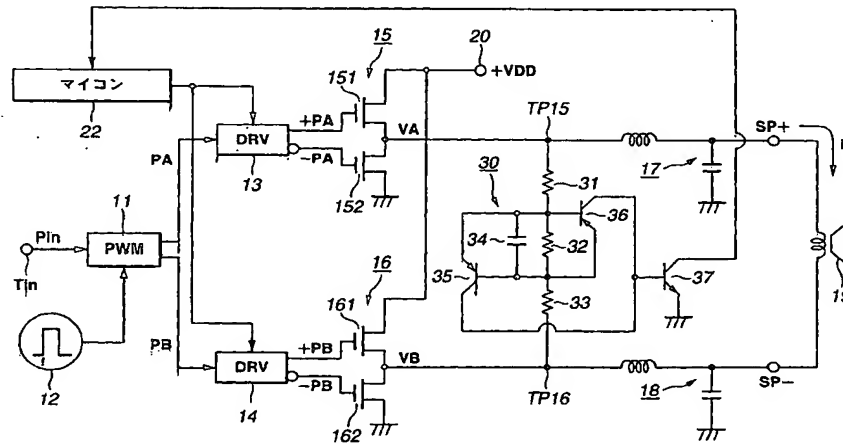 20
+VDD
15
151
マイコン
22
+PA
VA
TP15
SP+
DRV
-PA
13
152
17
PA
11
30
31
36
Pin
PWM
34
32
Tin
16
35
37
33
161
PB
+PB
VB
DRV
-PB
12
14
162
TP16
18
SP-